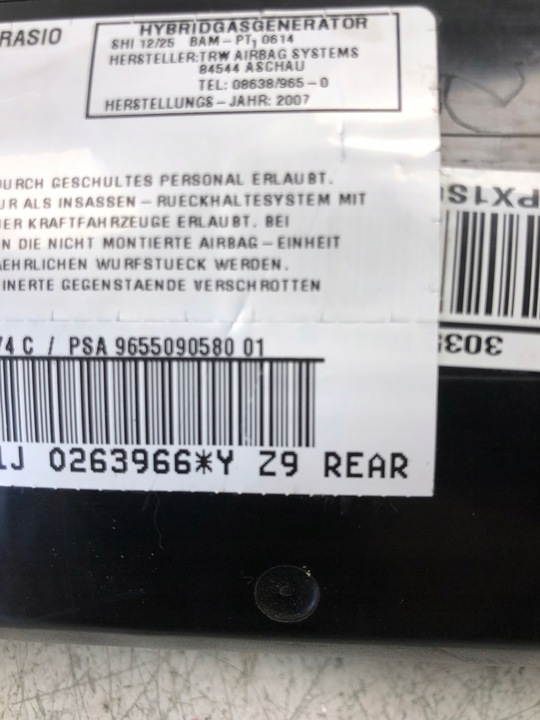 RASIO
HYBRIDGASGENERATOR
SHI 12/25 BAM-PT, 0614
HERSTELLER:TRW AIRBAG SYSTEMS
84544 ASCHAU
TEL: 08638/965-0
HERSTELLUNGS-JAHR: 2007
DURCH GESCHULTES PERSONAL ERLAUBT.
UR ALS INSASSEN-RUECKHALTESYSTEM MIT
ER KRAFTFAHRZEUGE ERLAUBT. BEI
N DIE NICHT MONTIERTE AIRBAG-EINHEIT
AEHRLICHEN WURFSTUECK WERDEN.
INERTE GEGENSTAENDE VERSCHROTTEN
PX1S
303
74 C / PSA 9655090580 01
1J 0263966*Y Z9 REAR